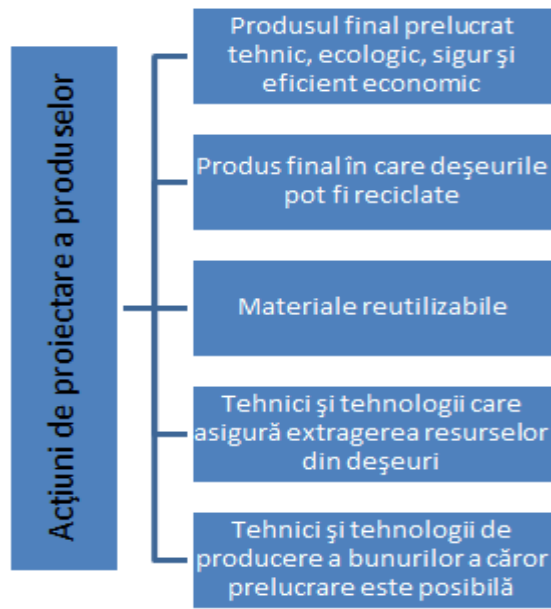 Acţiuni de proiectare a produselor
Produsul final prelucrat
tehnic, ecologic, sigur şi
eficient economic
Produs final în care deşeurile
pot fi reciclate
Materiale reutilizabile
Tehnici şi tehnologii care
asigură extragerea resurselor
din deşeuri
Tehnici şi tehnologii de
producere a bunurilor a căror
prelucrare este posibilă